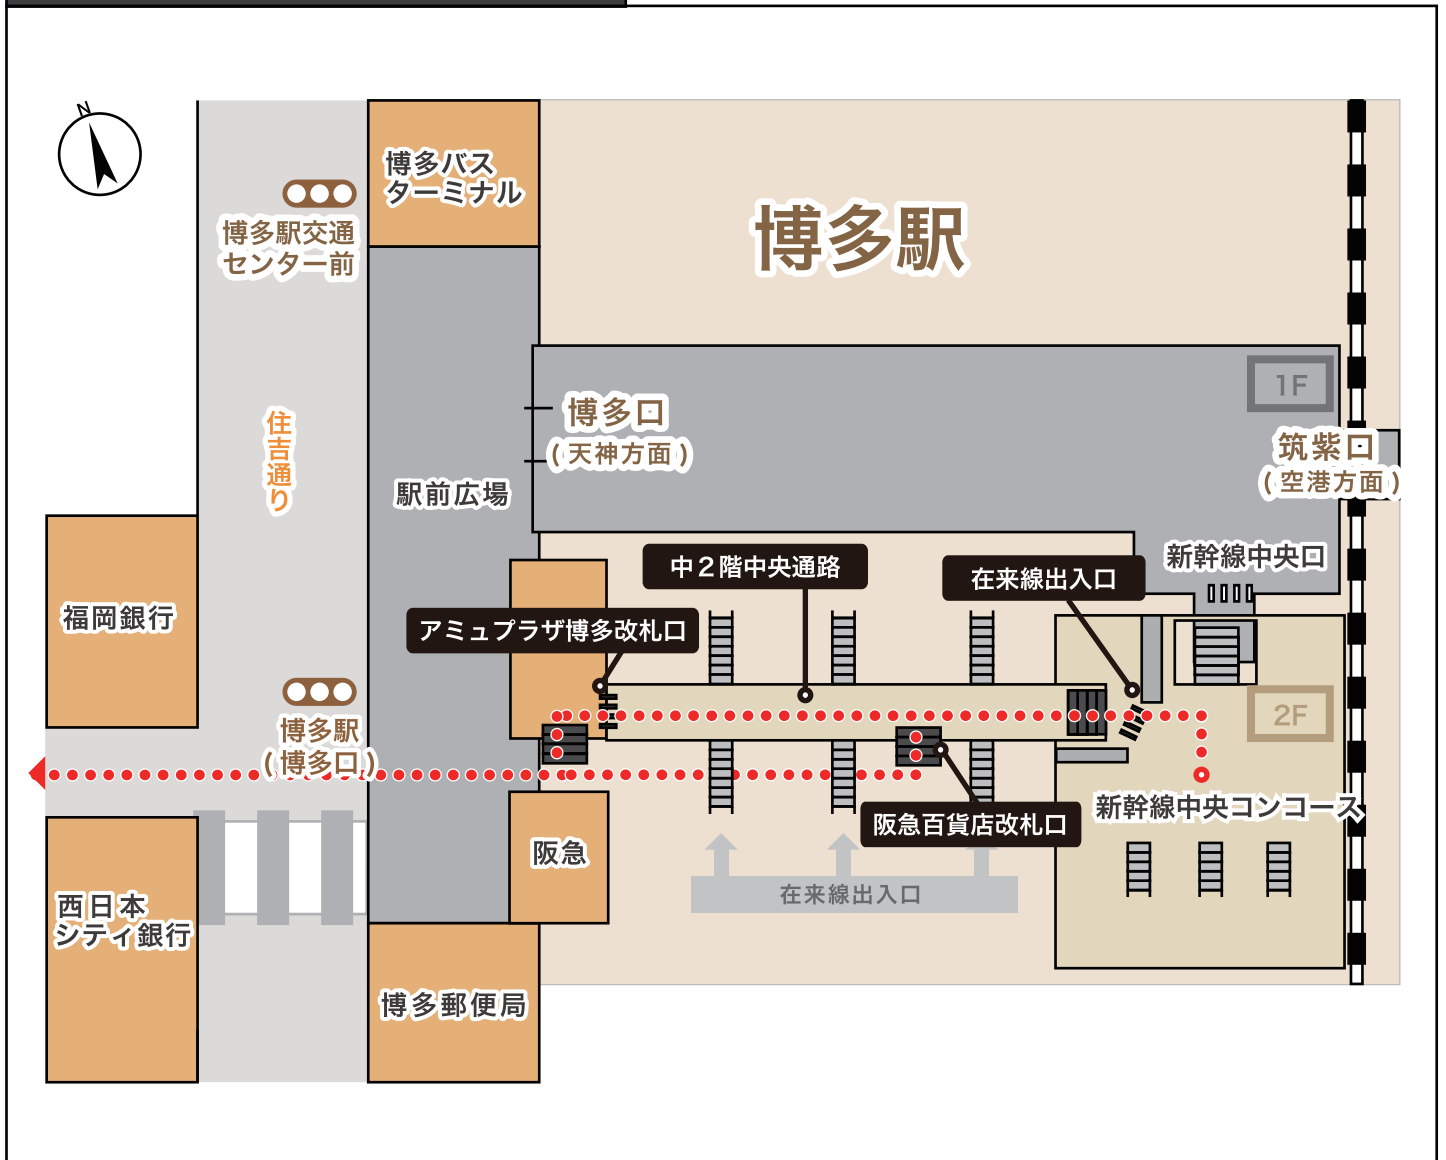 N
博多バス
ターミナル
博多駅
博多駅交通
センター前
1F
博多口
(天神方面)
筑紫口
(空港方面)
住吉通り
駅前広場
新幹線中央口
中２階中央通路
在来線出入口
福岡銀行
アミュプラザ博多改札口
2F
博多駅
(博多口)
新幹線中央コンコース
阪急百貨店改札口
阪急
在来線出入口
西日本
シティ銀行
博多郵便局